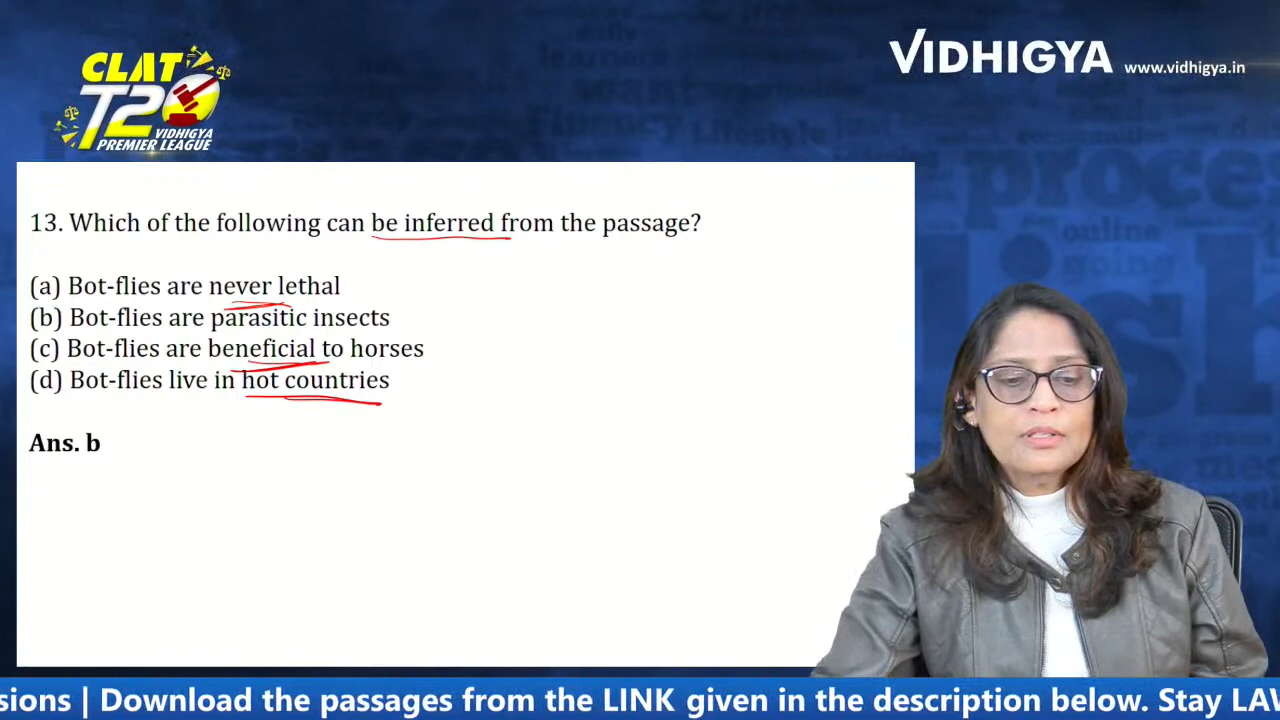 CLAT
T20
VIDHIGYA
PREMIER LEAGUE
VIDHIGYA www.vidhigya.in
13. Which of the following can be inferred from the passage?
(a) Bot-flies are never lethal
(b) Bot-flies are parasitic insects
(c) Bot-flies are beneficial to horses
(d) Bot-flies live in hot countries
Ans. b
process
online
going
sions | Download the passages from the LINK given in the description below. Stay LAW